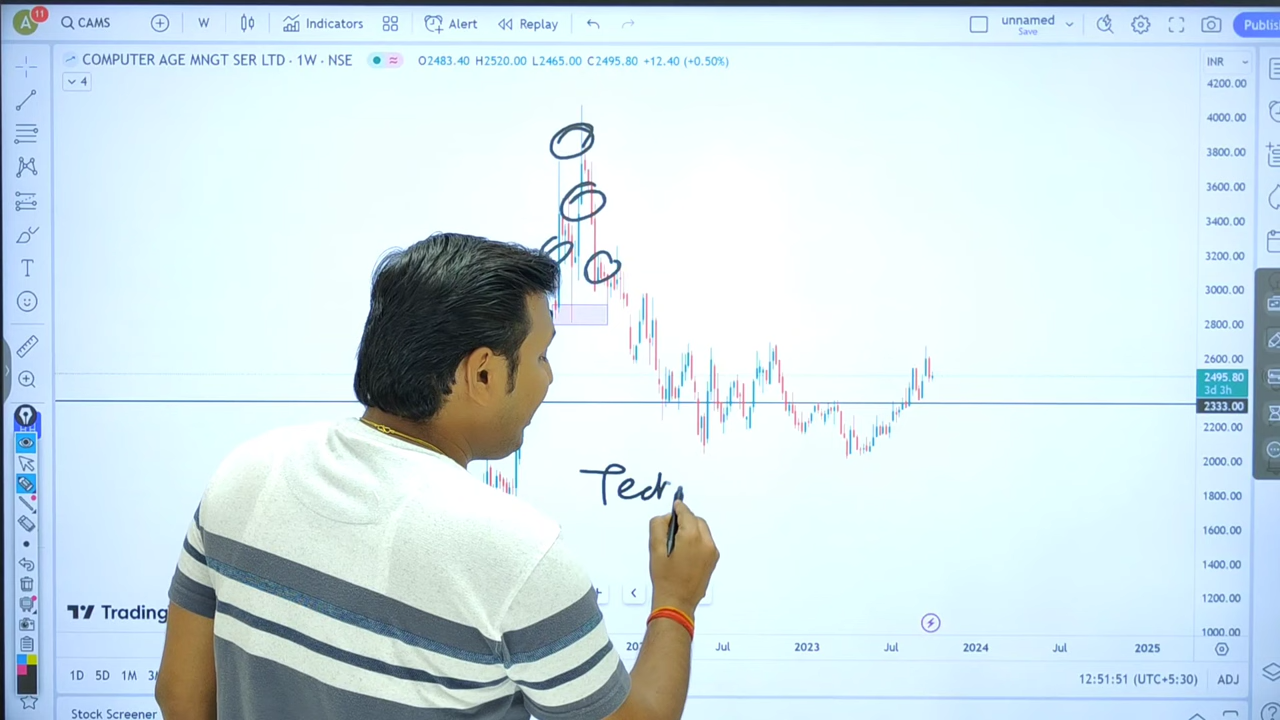 A 11 CAMS W Indicators Alert Replay unnamed Save Publis
COMPUTER AGE MNGT SER LTD · 1W · NSE O2483.40 H2520.00 L2465.00 C2495.80 +12.40 (+0.50%) INR
4
4200.00
4000.00
3800.00
3600.00
3400.00
3200.00
3000.00
2800.00
2600.00
2495.80
3d 3h
2333.00
2200.00
2000.00
1800.00
1600.00
1400.00
1200.00
1000.00
Tech
Trading
Jul 2023 Jul 2024 Jul 2025
1D 5D 1M 12:51:51 (UTC+5:30) ADJ
Stock Screener